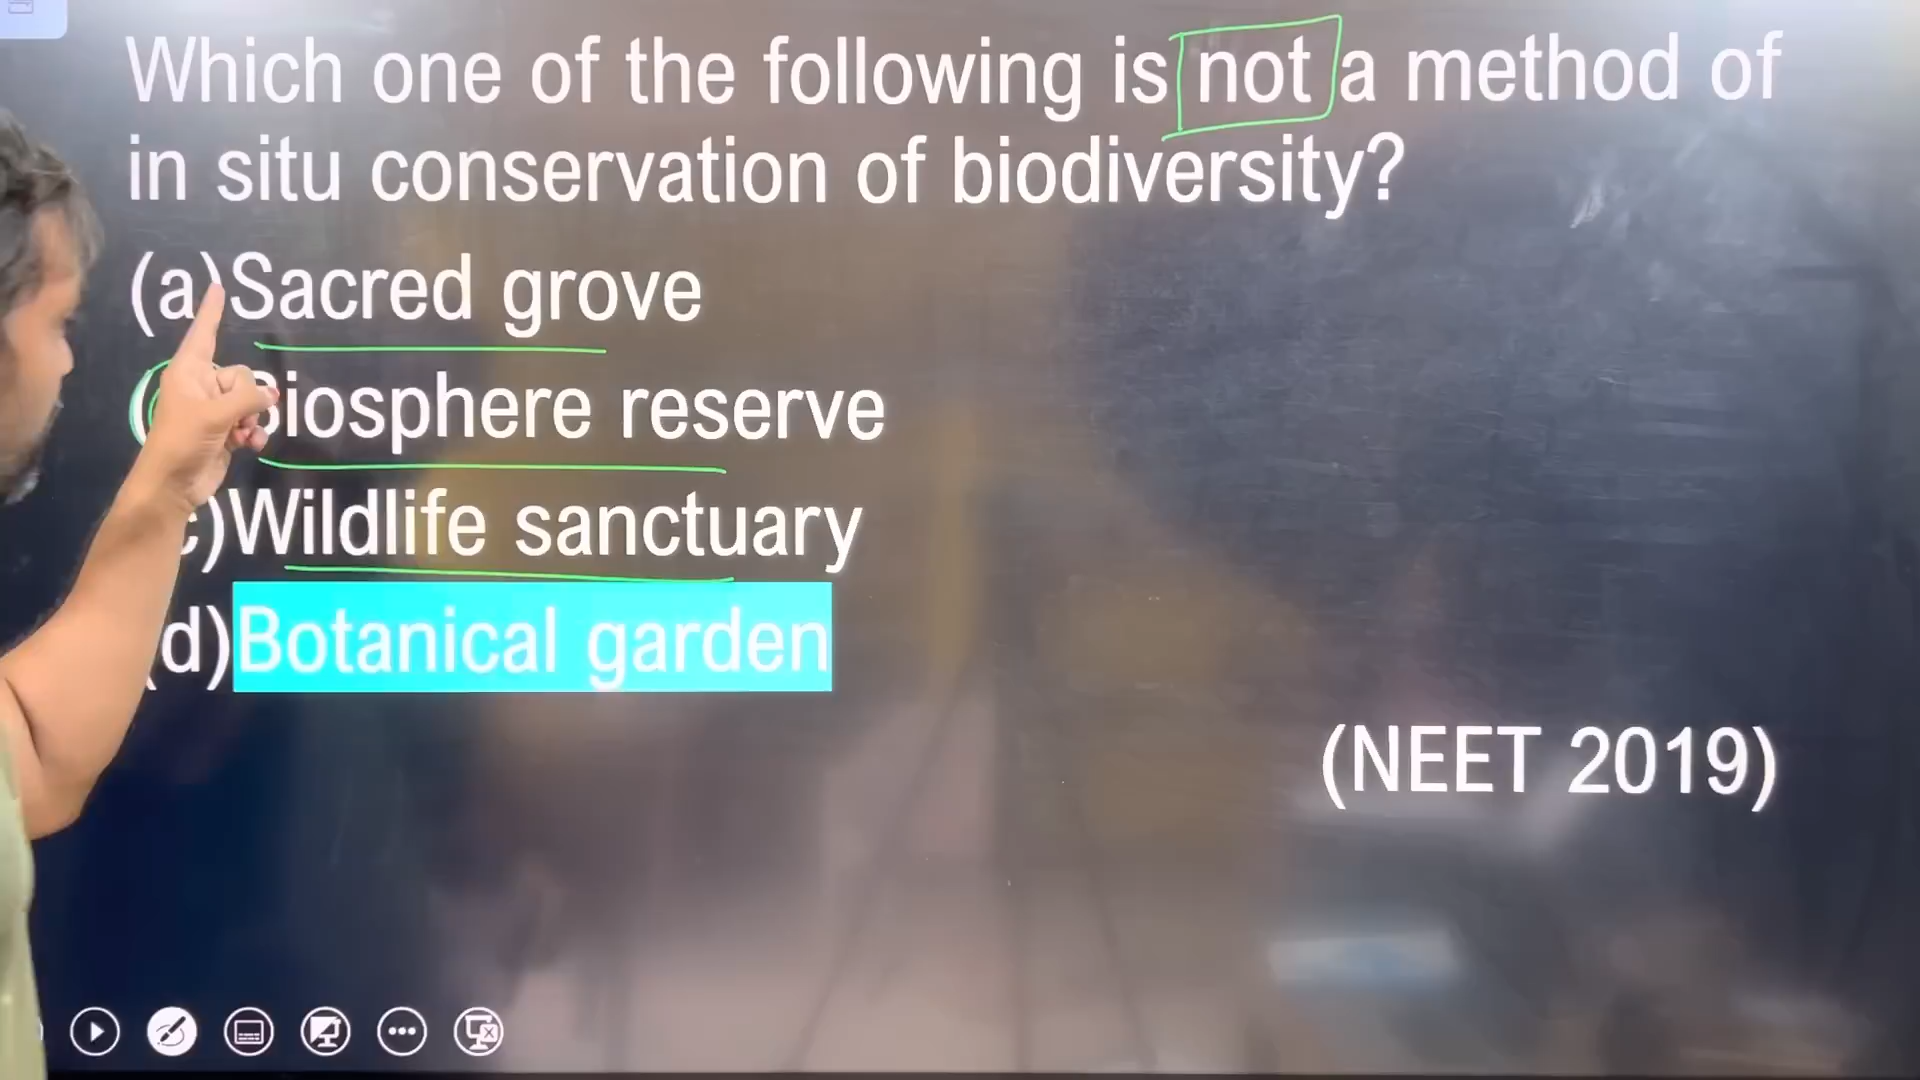 Which one of the following is not a method of
in situ conservation of biodiversity?
(a)Sacred grove
Biosphere reserve
c)Wildlife sanctuary
(d)Botanical garden
(NEET 2019)